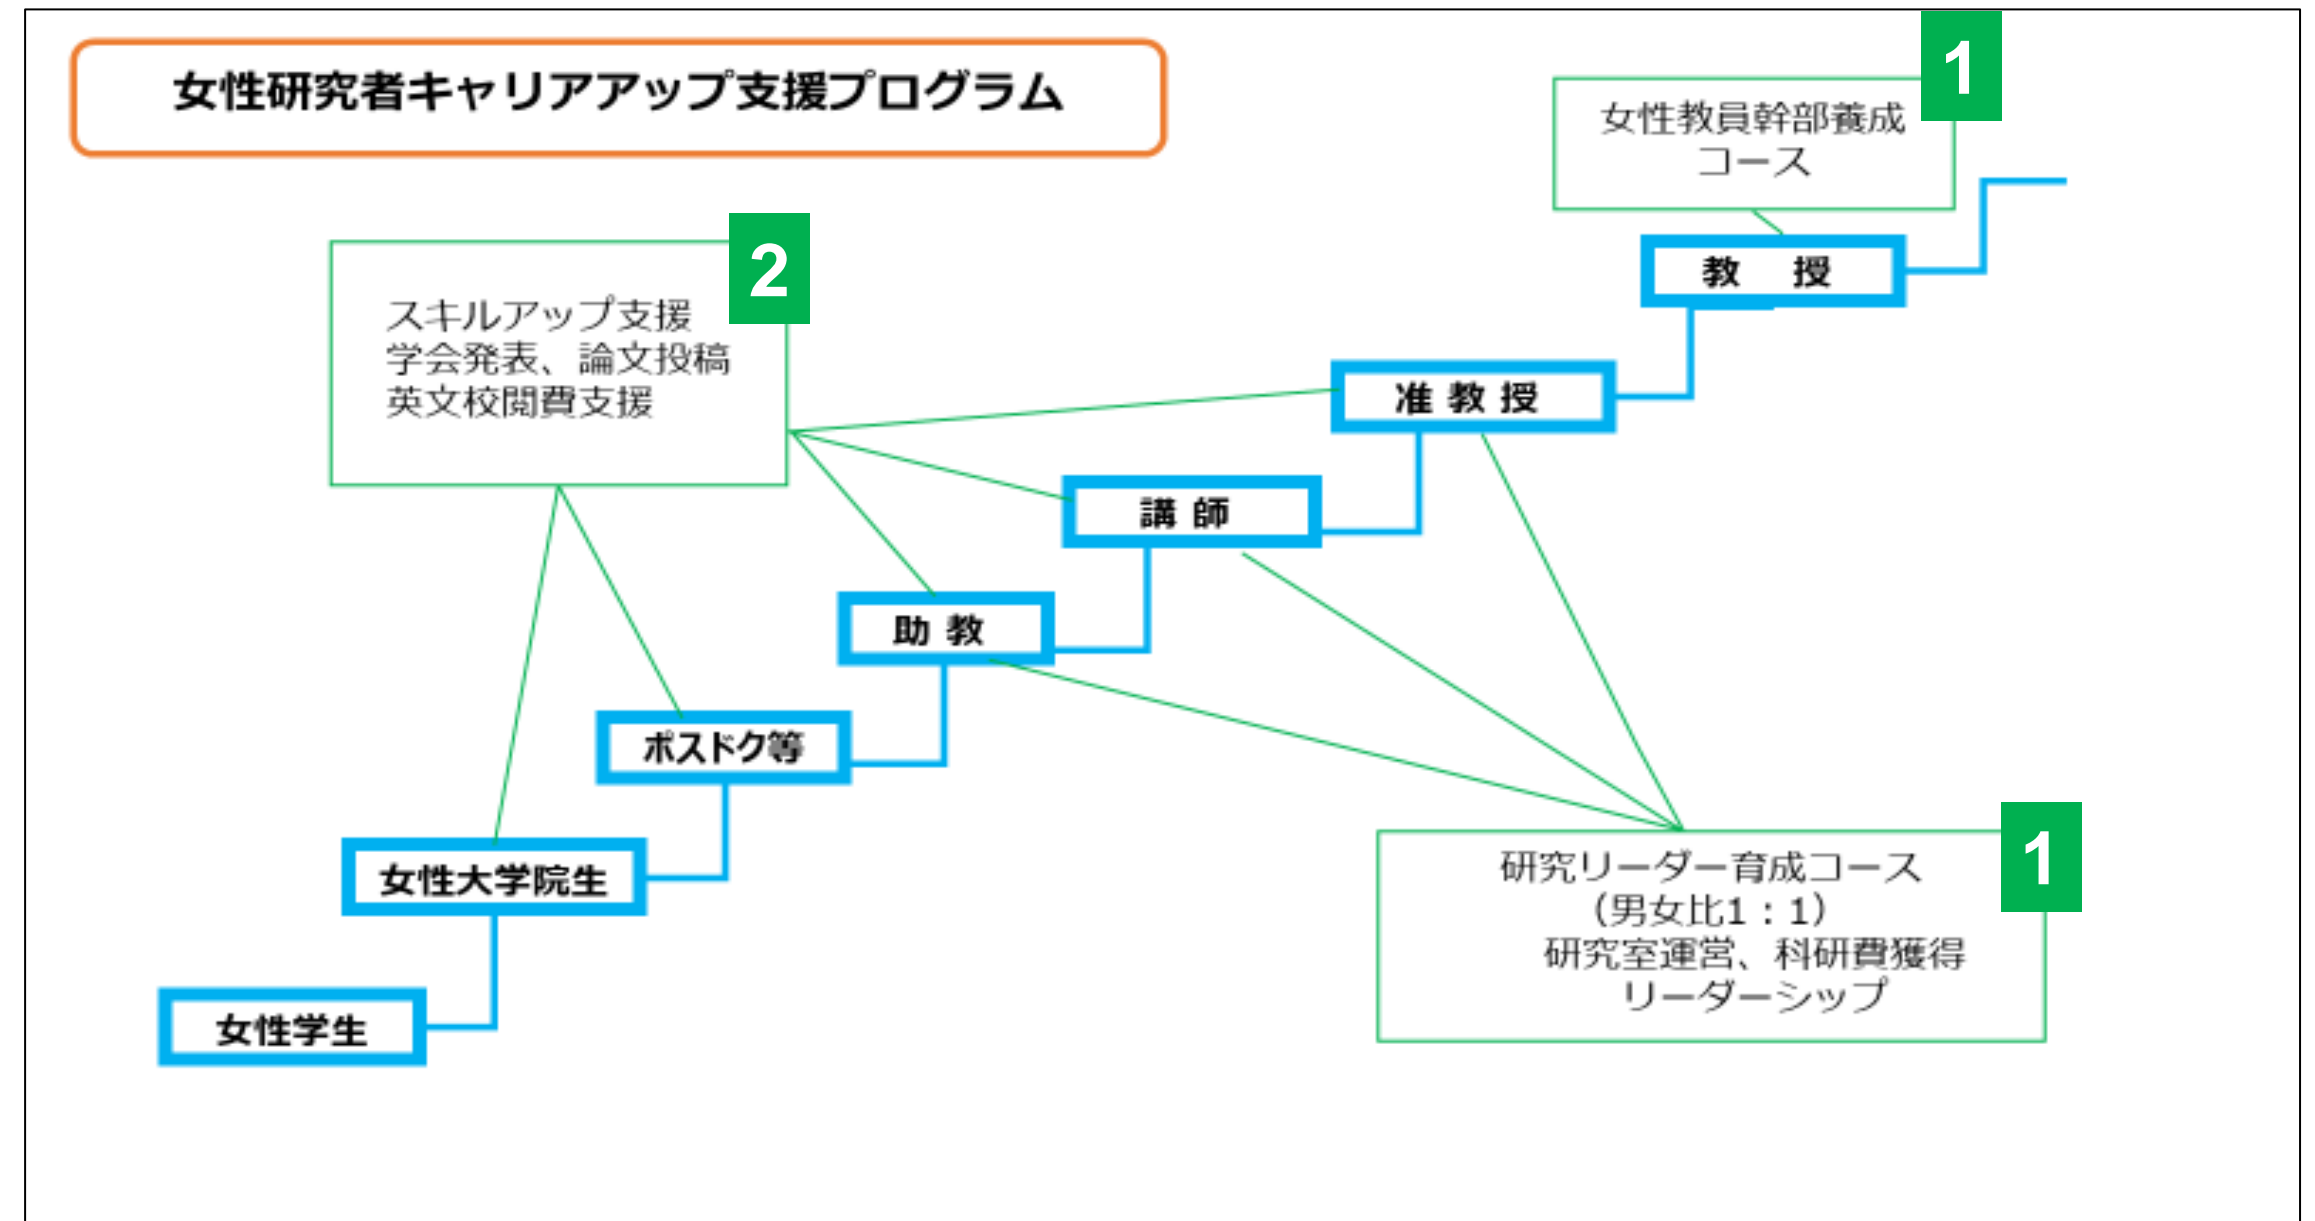 女性研究者キャリアアップ支援プログラム
1
女性教員幹部養成
コース
2
スキルアップ支援
学会発表、論文投稿
英文校閲費支援
教 授
准 教 授
講 師
助 教
ポスドク等
女性大学院生
女性学生
1
研究リーダー育成コース
（男女比1：1）
研究室運営、科研費獲得
リーダーシップ